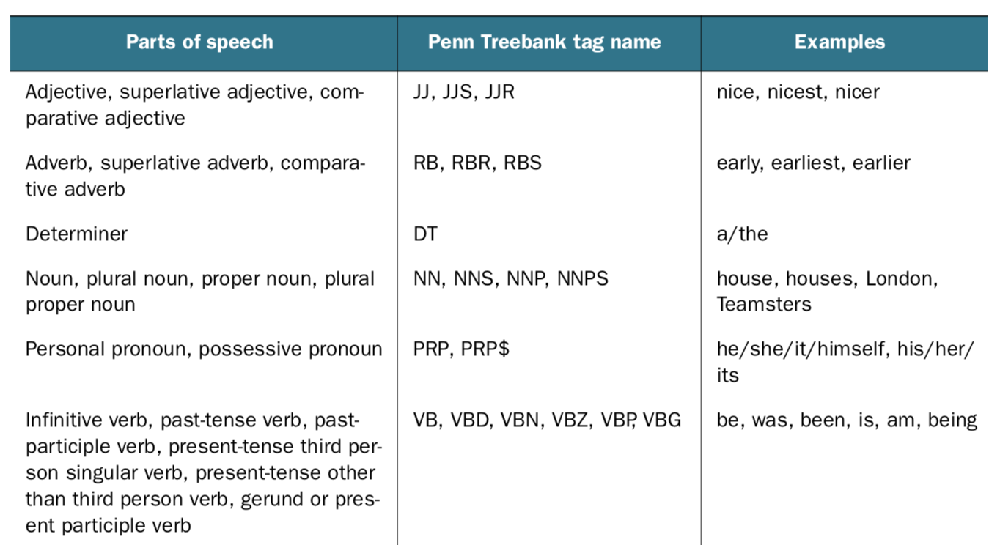 Parts of speech
Penn Treebank tag name
Examples
Adjective, superlative adjective, com-
parative adjective
JJ, JJS, JJR
nice, nicest, nicer
Adverb, superlative adverb, compara-
tive adverb
RB, RBR, RBS
early, earliest, earlier
Determiner
DT
a/the
Noun, plural noun, proper noun, plural
proper noun
NN, NNS, NNP, NNPS
house, houses, London,
Teamsters
Personal pronoun, possessive pronoun
PRP, PRP$
he/she/it/himself, his/her/
its
Infinitive verb, past-tense verb, past-
participle verb, present-tense third per-
son singular verb, present-tense other
than third person verb, gerund or pres-
ent participle verb
VB, VBD, VBN, VBZ, VBP, VBG
be, was, been, is, am, being